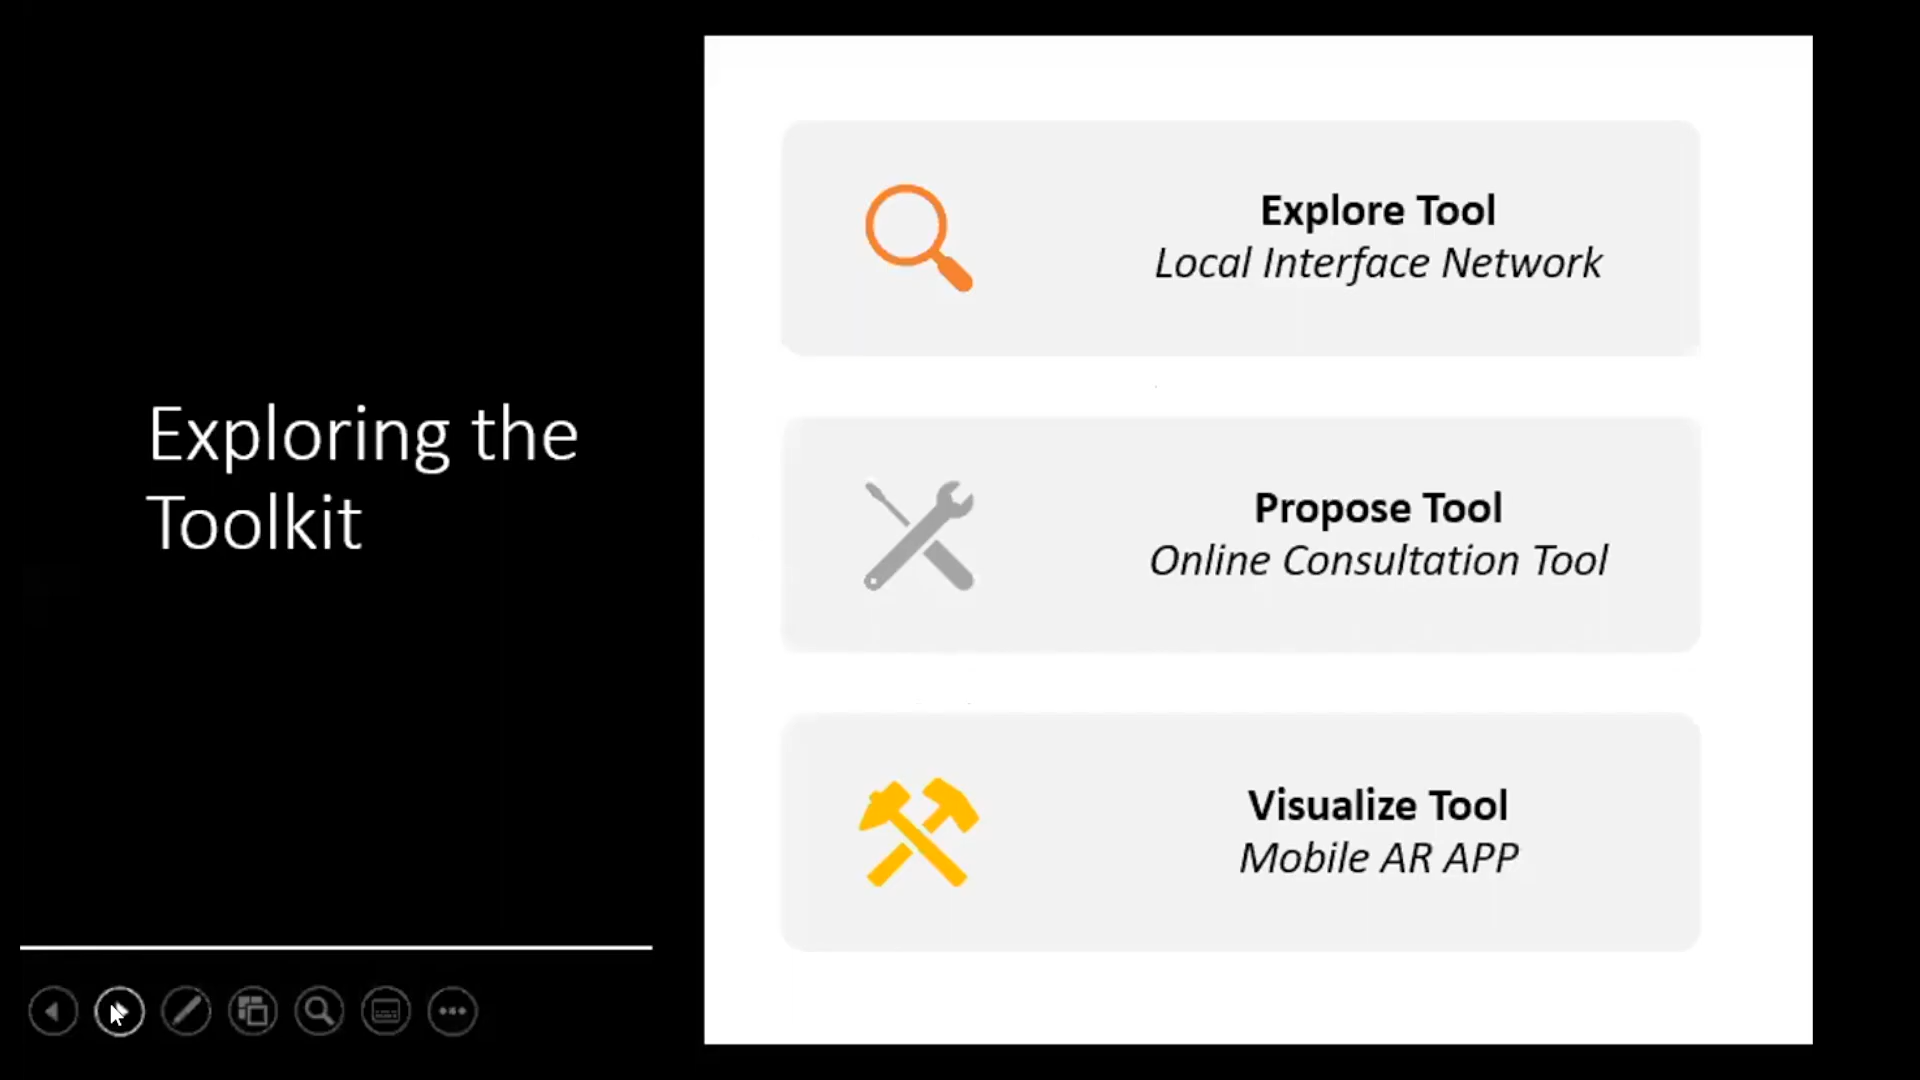 Exploring the
Toolkit
Explore Tool
Local Interface Network
Propose Tool
Online Consultation Tool
Visualize Tool
Mobile AR APP